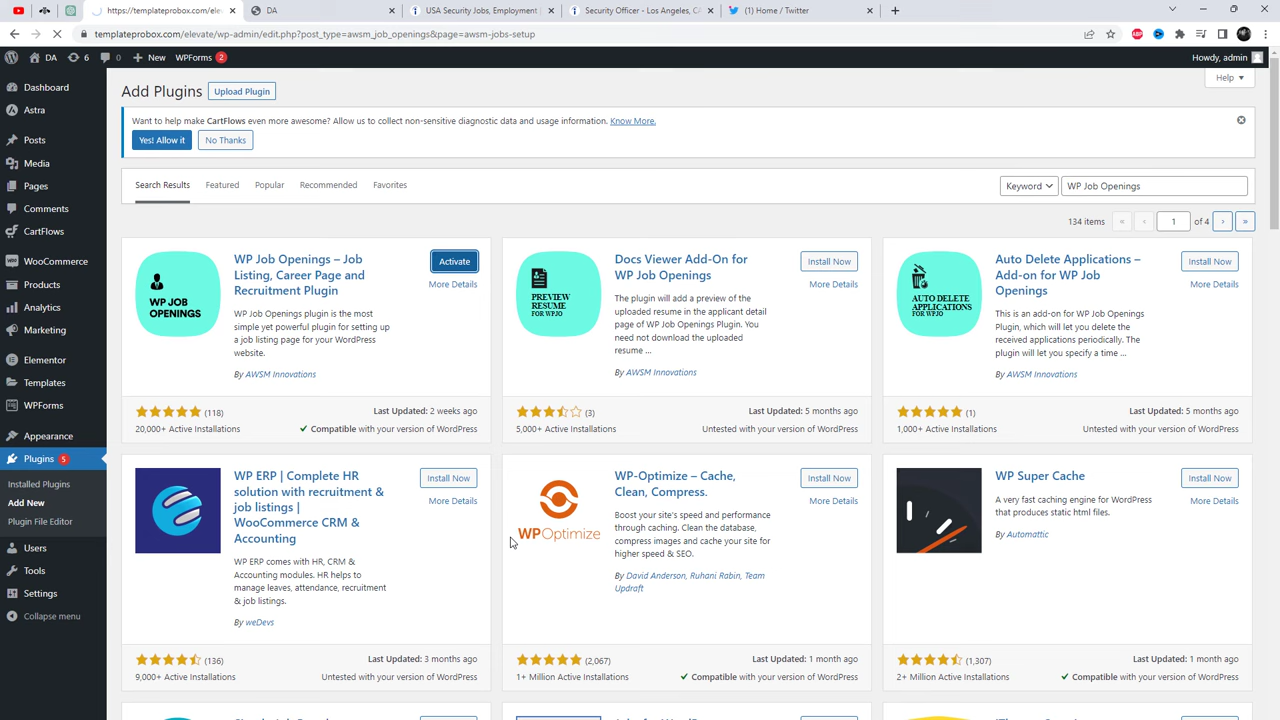 https://templateprobox.com/elev
DA
USA Security Jobs, Employment
Security Officer - Los Angeles, CA
(1) Home / Twitter
templateprobox.com/elevate/wp-admin/edit.php?post_type=awsm_job_openings&page=awsm-jobs-setup
DA 6 0 New WPForms 2
Howdy, admin
Dashboard
Astra
Posts
Media
Pages
Comments
CartFlows
WooCommerce
Products
Analytics
Marketing
Elementor
Templates
WPForms
Appearance
Plugins 5
Installed Plugins
Add New
Plugin File Editor
Users
Tools
Settings
Collapse menu
Add Plugins Upload Plugin
Help
Want to help make CartFlows even more awesome? Allow us to collect non-sensitive diagnostic data and usage information. Know More.
Yes! Allow it No Thanks
Search Results Featured Popular Recommended Favorites
Keyword WP Job Openings
134 items « ‹ 1 of 4 › »
WP JOB
OPENINGS
WP Job Openings – Job
Listing, Career Page and
Recruitment Plugin
Activate
More Details
WP Job Openings plugin is the most
simple yet powerful plugin for setting up
a job listing page for your WordPress
website.
By AWSM Innovations
(118)
Last Updated: 2 weeks ago
20,000+ Active Installations
Compatible with your version of WordPress
PREVIEW
RESUME
FOR WPJO
Docs Viewer Add-On for
WP Job Openings
Install Now
More Details
The plugin will add a preview of the
uploaded resume in the applicant detail
page of WP Job Openings Plugin. You
need not download the uploaded
resume ...
By AWSM Innovations
(3)
Last Updated: 5 months ago
5,000+ Active Installations
Untested with your version of WordPress
AUTO DELETE
APPLICATIONS
FOR WPJO
Auto Delete Applications –
Add-on for WP Job
Openings
Install Now
More Details
This is an add-on for WP Job Openings
Plugin, which will let you delete the
received applications periodically. The
plugin will let you specify a time ...
By AWSM Innovations
(1)
Last Updated: 5 months ago
1,000+ Active Installations
Untested with your version of WordPress
WP ERP | Complete HR
solution with recruitment &
job listings |
WooCommerce CRM &
Accounting
Install Now
More Details
WP ERP comes with HR, CRM &
Accounting modules. HR helps to
manage leaves, attendance, recruitment
& job listings.
By weDevs
(136)
Last Updated: 3 months ago
9,000+ Active Installations
Untested with your version of WordPress
WPOptimize
WP-Optimize – Cache,
Clean, Compress.
Install Now
More Details
Boost your site's speed and performance
through caching. Clean the database,
compress images and cache your site for
higher speed & SEO.
By David Anderson, Ruhani Rabin, Team
Updraft
(2,067)
Last Updated: 1 month ago
1+ Million Active Installations
Compatible with your version of WordPress
WP Super Cache
Install Now
More Details
A very fast caching engine for WordPress
that produces static html files.
By Automattic
(1,307)
Last Updated: 1 month ago
2+ Million Active Installations
Compatible with your version of WordPress